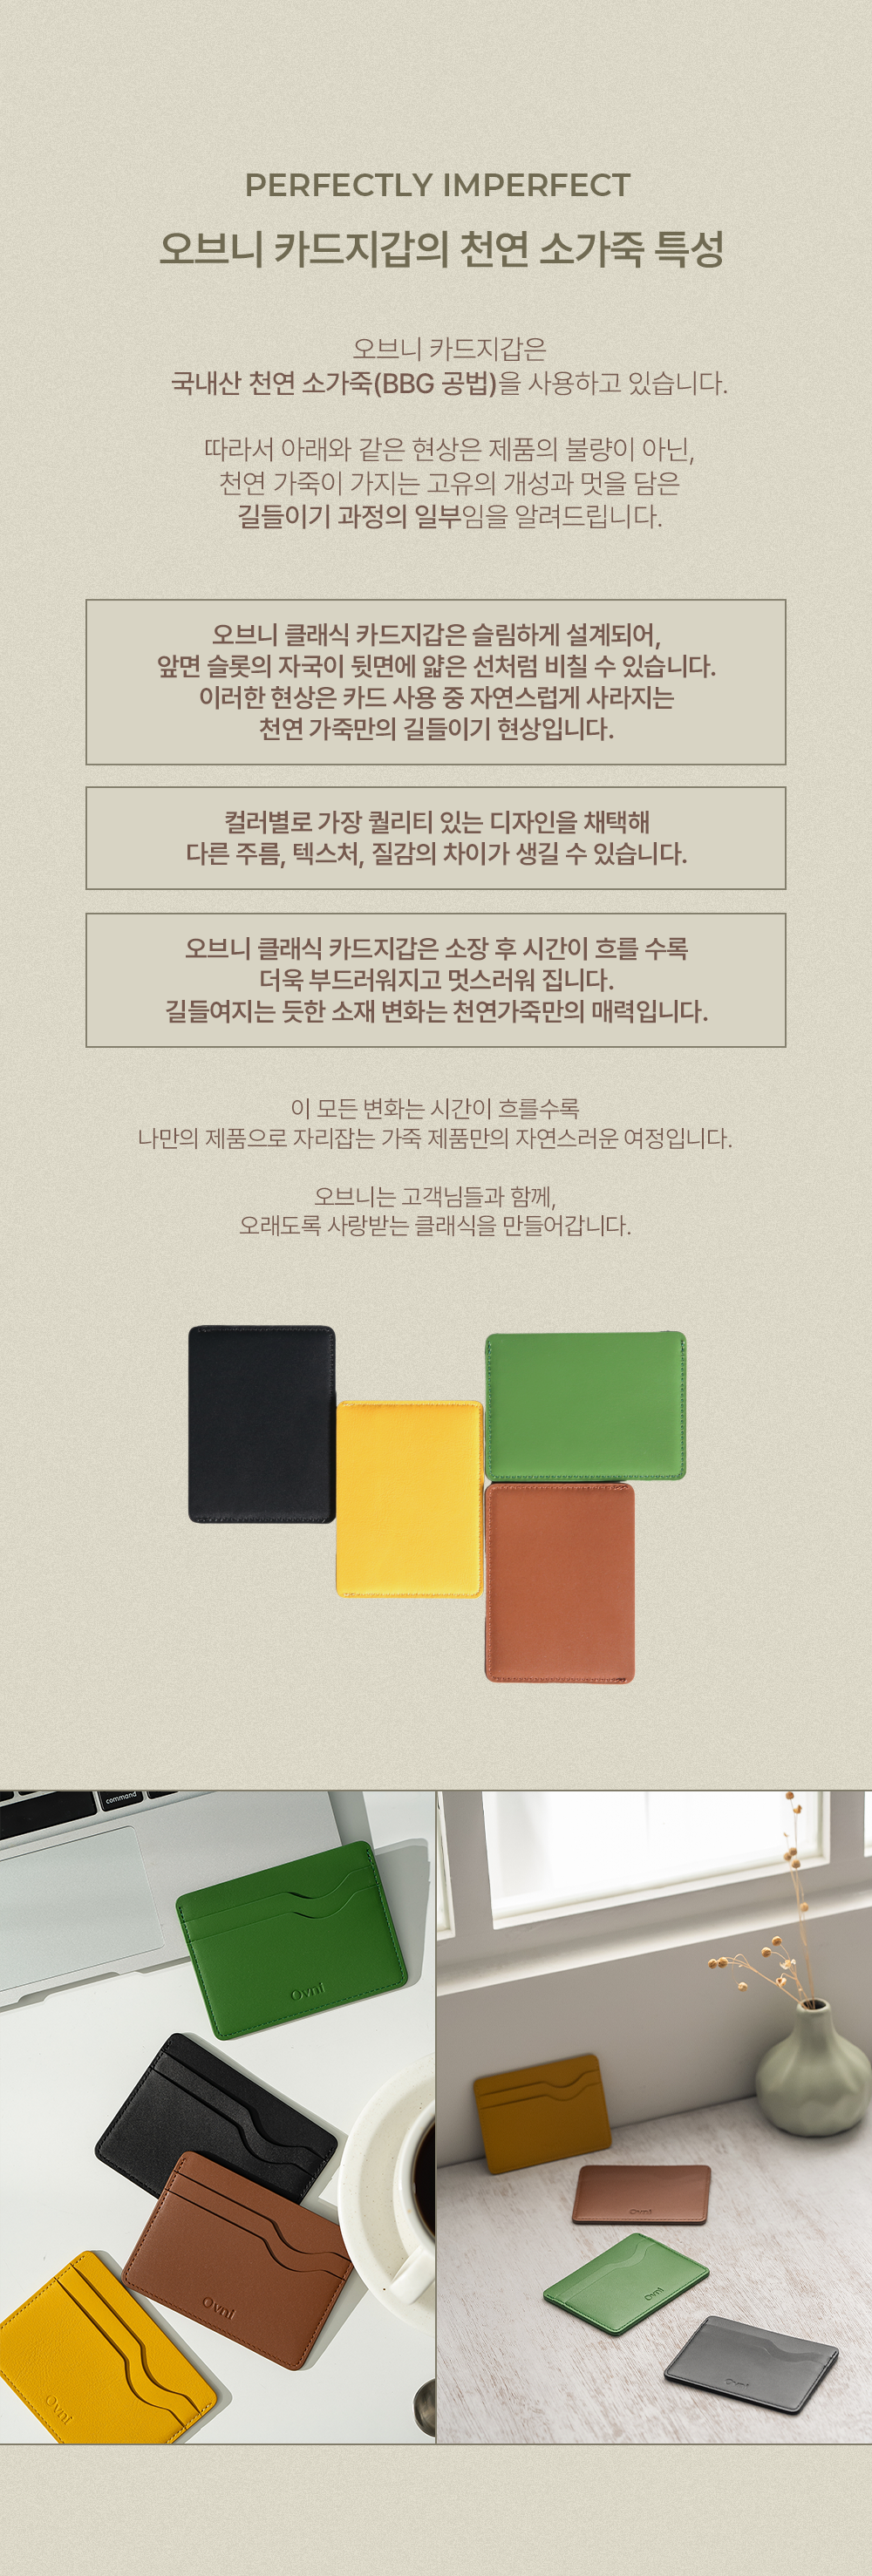 PERFECTLY IMPERFECT
오브니 카드지갑의 천연 소가죽 특성
오브니 카드지갑은
국내산 천연 소가죽(BBG 공법)을 사용하고 있습니다.
따라서 아래와 같은 현상은 제품의 불량이 아닌,
천연 가죽이 가지는 고유의 개성과 멋을 담은
길들이기 과정의 일부임을 알려드립니다.
오브니 클래식 카드지갑은 슬림하게 설계되어,
앞면 슬롯의 자국이 뒷면에 얇은 선처럼 비칠 수 있습니다.
이러한 현상은 카드 사용 중 자연스럽게 사라지는
천연 가죽만의 길들이기 현상입니다.
컬러별로 가장 퀄리티 있는 디자인을 채택해
다른 주름, 텍스처, 질감의 차이가 생길 수 있습니다.
오브니 클래식 카드지갑은 소장 후 시간이 흐를 수록
더욱 부드러워지고 멋스러워 집니다.
길들여지는 듯한 소재 변화는 천연가죽만의 매력입니다.
이 모든 변화는 시간이 흐를수록
나만의 제품으로 자리잡는 가죽 제품만의 자연스러운 여정입니다.
오브니는 고객님들과 함께,
오래도록 사랑받는 클래식을 만들어갑니다.
command
Ovni
Ovni
Ovni
Ovni
Ovni
Ovni